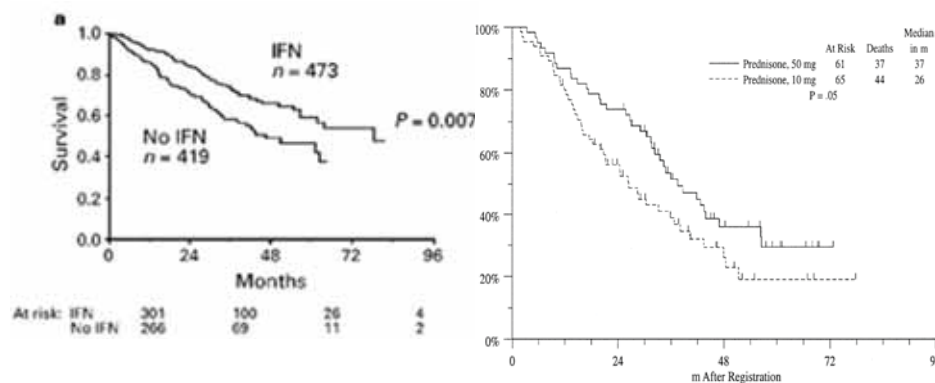 a
1.0
0.8
0.6
0.4
0.2
0.0
Survival
IFN
n = 473
No IFN
n = 419
P = 0.007
0 24 48 72 96
Months
At risk: IFN 301 100 26 4
No IFN 266 69 11 2
100%
80%
60%
40%
20%
0%
Median
At Risk Deaths in m
Prednisone, 50 mg 61 37 37
Prednisone, 10 mg 65 44 26
P = .05
0 24 48 72
m After Registration